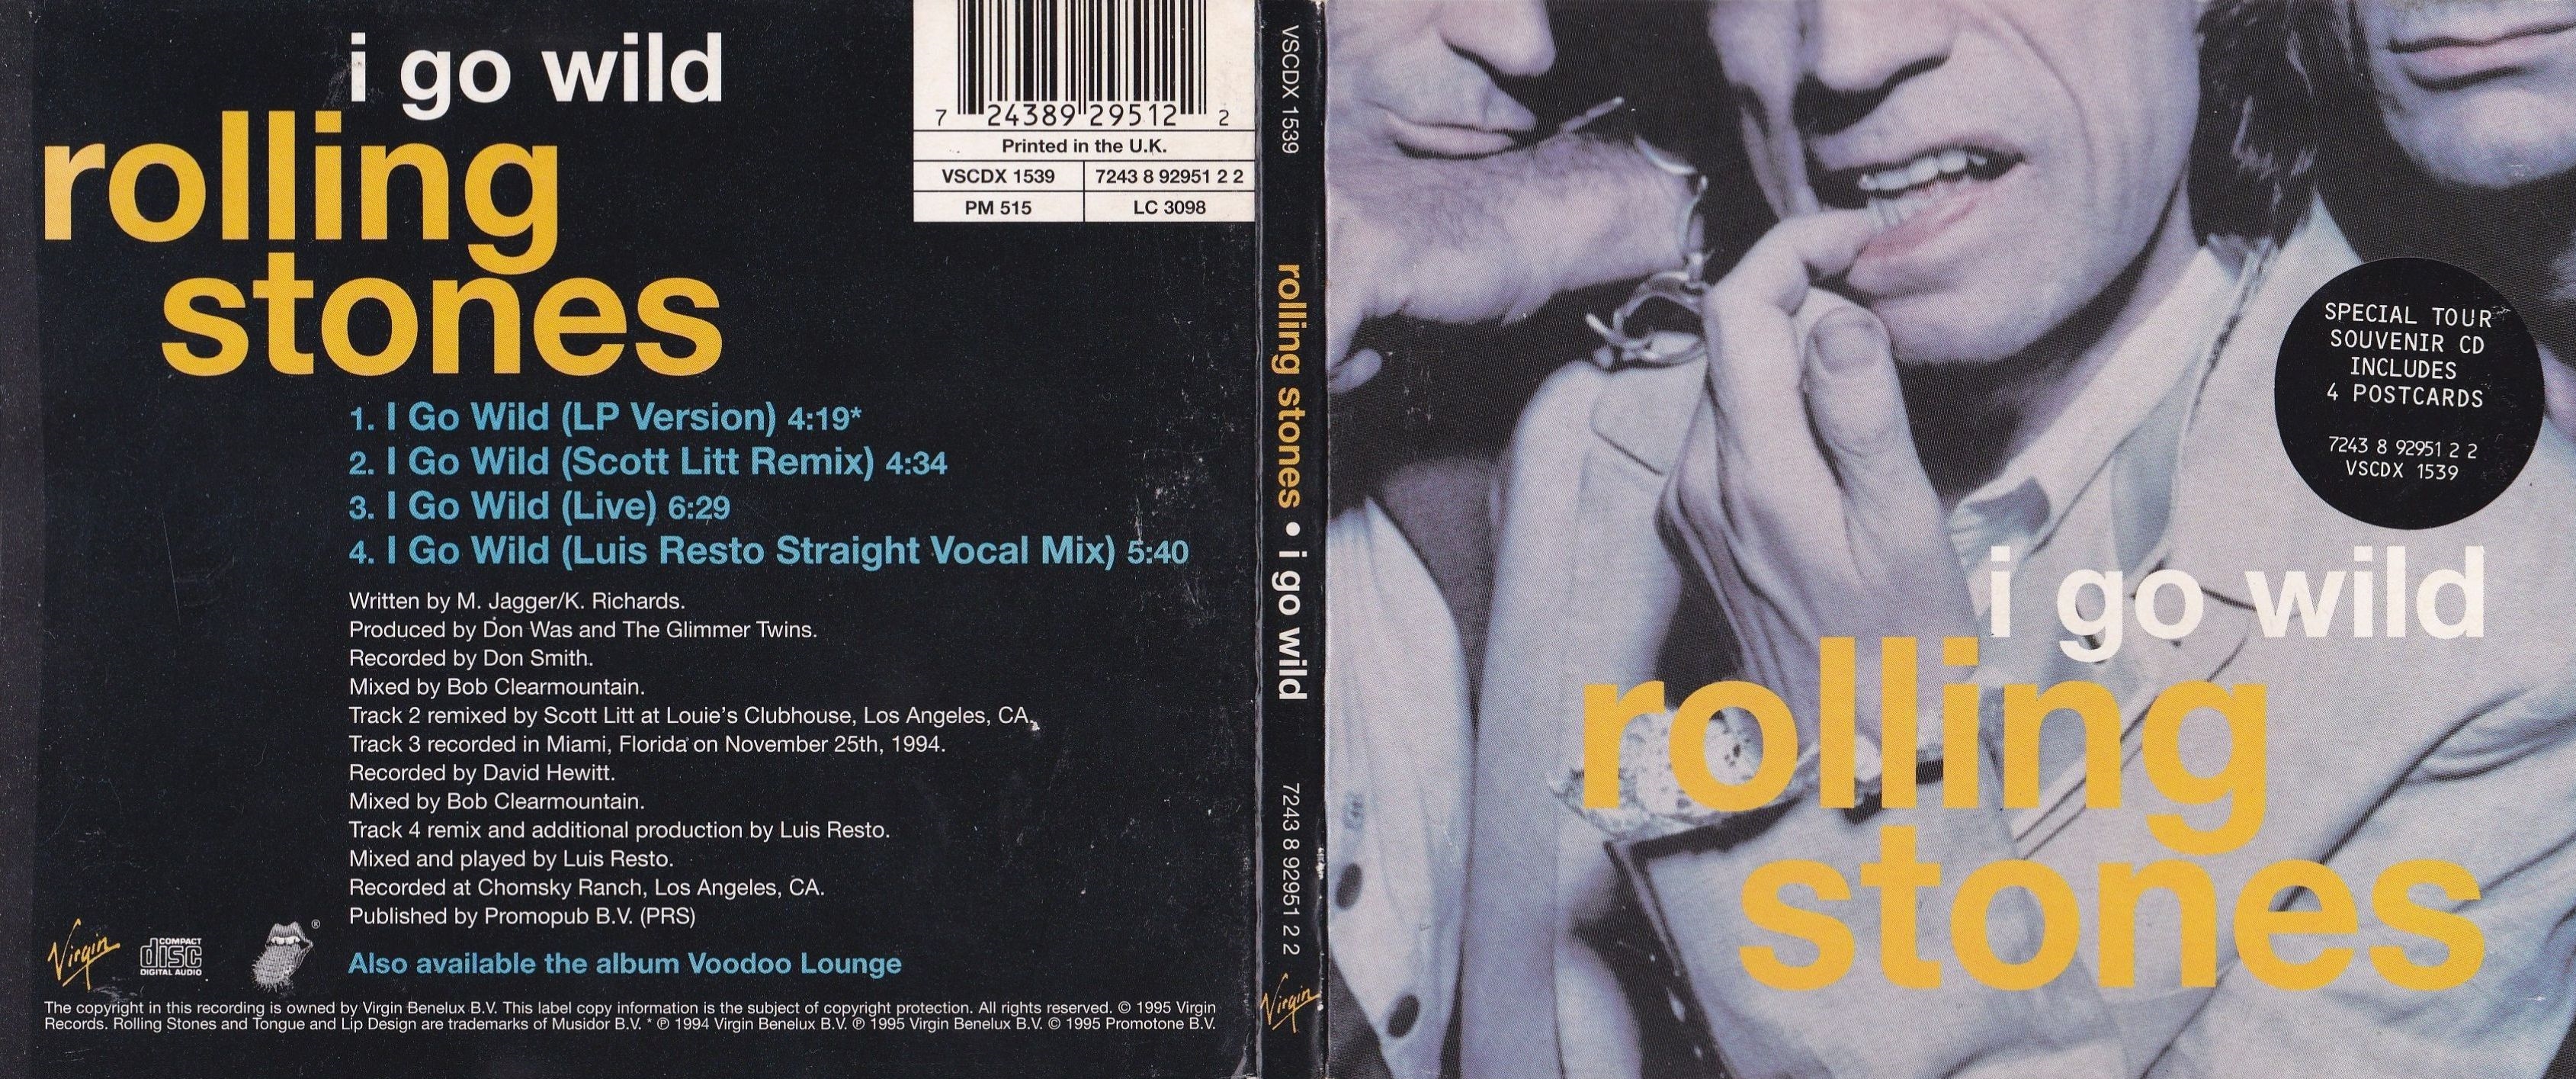 i go wild
rolling
stones
7 24389 29512 2
Printed in the U.K.
VSCDX 1539 7243 8 92951 2 2
PM 515 LC 3098
1. I Go Wild (LP Version) 4:19*
2. I Go Wild (Scott Litt Remix) 4:34
3. I Go Wild (Live) 6:29
4. I Go Wild (Luis Resto Straight Vocal Mix) 5:40
Written by M. Jagger/K. Richards.
Produced by Don Was and The Glimmer Twins.
Recorded by Don Smith.
Mixed by Bob Clearmountain.
Track 2 remixed by Scott Litt at Louie's Clubhouse, Los Angeles, CA.
Track 3 recorded in Miami, Florida on November 25th, 1994.
Recorded by David Hewitt.
Mixed by Bob Clearmountain.
Track 4 remix and additional production by Luis Resto.
Mixed and played by Luis Resto.
Recorded at Chomsky Ranch, Los Angeles, CA.
Published by Promopub B.V. (PRS)
Also available the album Voodoo Lounge
Virgin
COMPACT
disc
DIGITAL AUDIO
®
The copyright in this recording is owned by Virgin Benelux B.V. This label copy information is the subject of copyright protection. All rights reserved. © 1995 Virgin
Records. Rolling Stones and Tongue and Lip Design are trademarks of Musidor B.V. * ℗ 1994 Virgin Benelux B.V. ℗ 1995 Virgin Benelux B.V. © 1995 Promotone B.V.
VSCDX 1539
rolling stones • i go wild
7243 8 92951 2 2
Virgin
SPECIAL TOUR
SOUVENIR CD
INCLUDES
4 POSTCARDS
7243 8 92951 2 2
VSCDX 1539
i go wild
rolling
stones